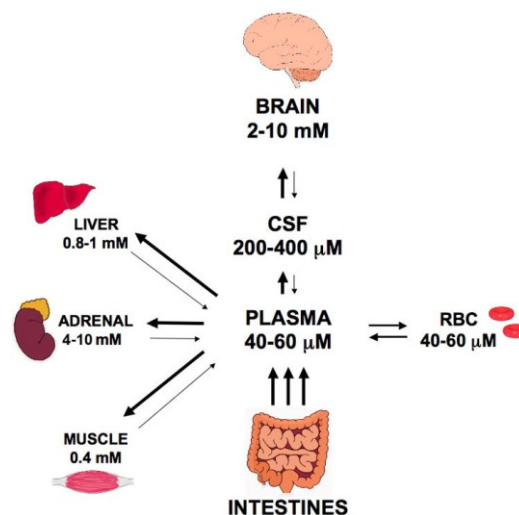 BRAIN
2-10 mM
LIVER
0.8-1 mM
CSF
200-400 μM
ADRENAL
4-10 mM
PLASMA
40-60 μM
RBC
40-60 μM
MUSCLE
0.4 mM
INTESTINES